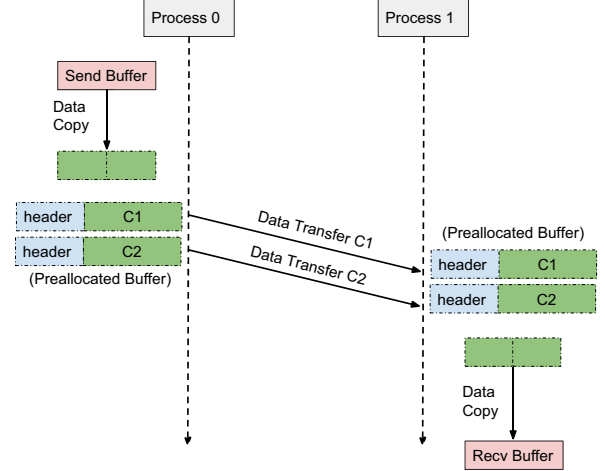 Process 0
Process 1
Send Buffer
Data
Copy
header C1
header C2
(Preallocated Buffer)
Data Transfer C1
Data Transfer C2
(Preallocated Buffer)
header C1
header C2
Data
Copy
Recv Buffer